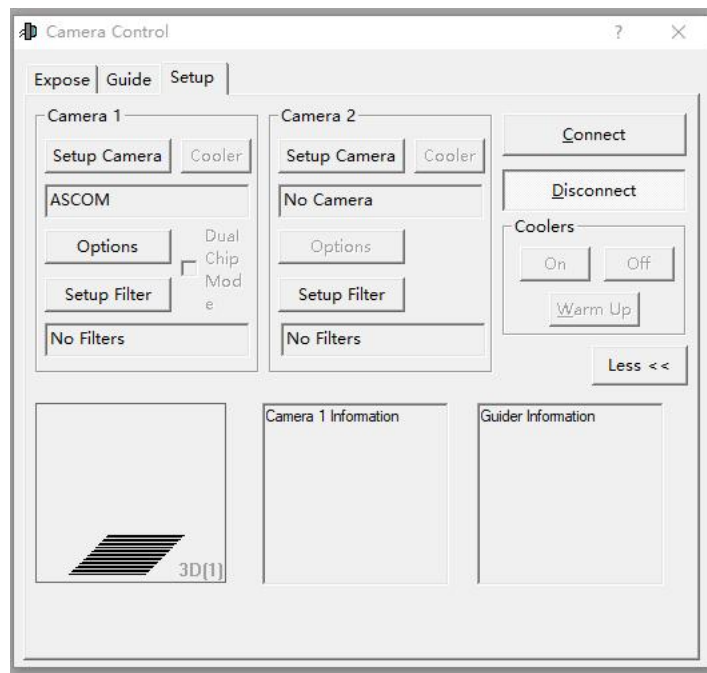 Camera Control
?
Expose Guide Setup
Camera 1
Setup Camera Cooler
ASCOM
Options
Dual
Chip
Mod
e
Setup Filter
No Filters
Camera 2
Setup Camera Cooler
No Camera
Options
Setup Filter
No Filters
Connect
Disconnect
Coolers
On Off
Warm Up
Less <<
3D(1)
Camera 1 Information
Guider Information